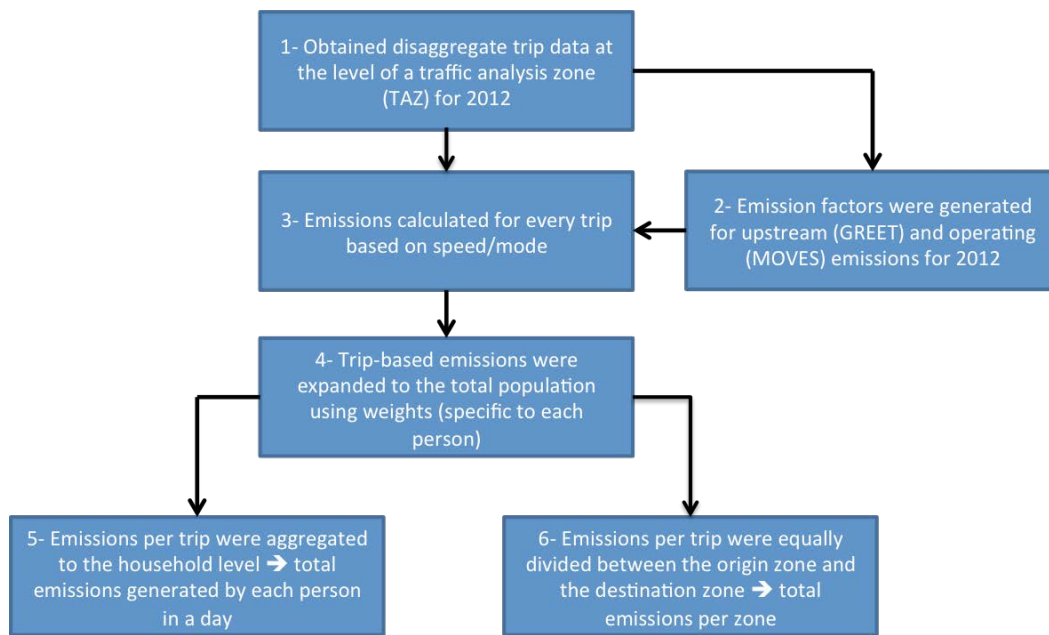 1- Obtained disaggregate trip data at
the level of a traffic analysis zone
(TAZ) for 2012
2- Emission factors were generated
for upstream (GREET) and operating
(MOVES) emissions for 2012
3- Emissions calculated for every trip
based on speed/mode
4- Trip-based emissions were
expanded to the total population
using weights (specific to each
person)
5- Emissions per trip were aggregated
to the household level ➔ total
emissions generated by each person
in a day
6- Emissions per trip were equally
divided between the origin zone and
the destination zone ➔ total
emissions per zone